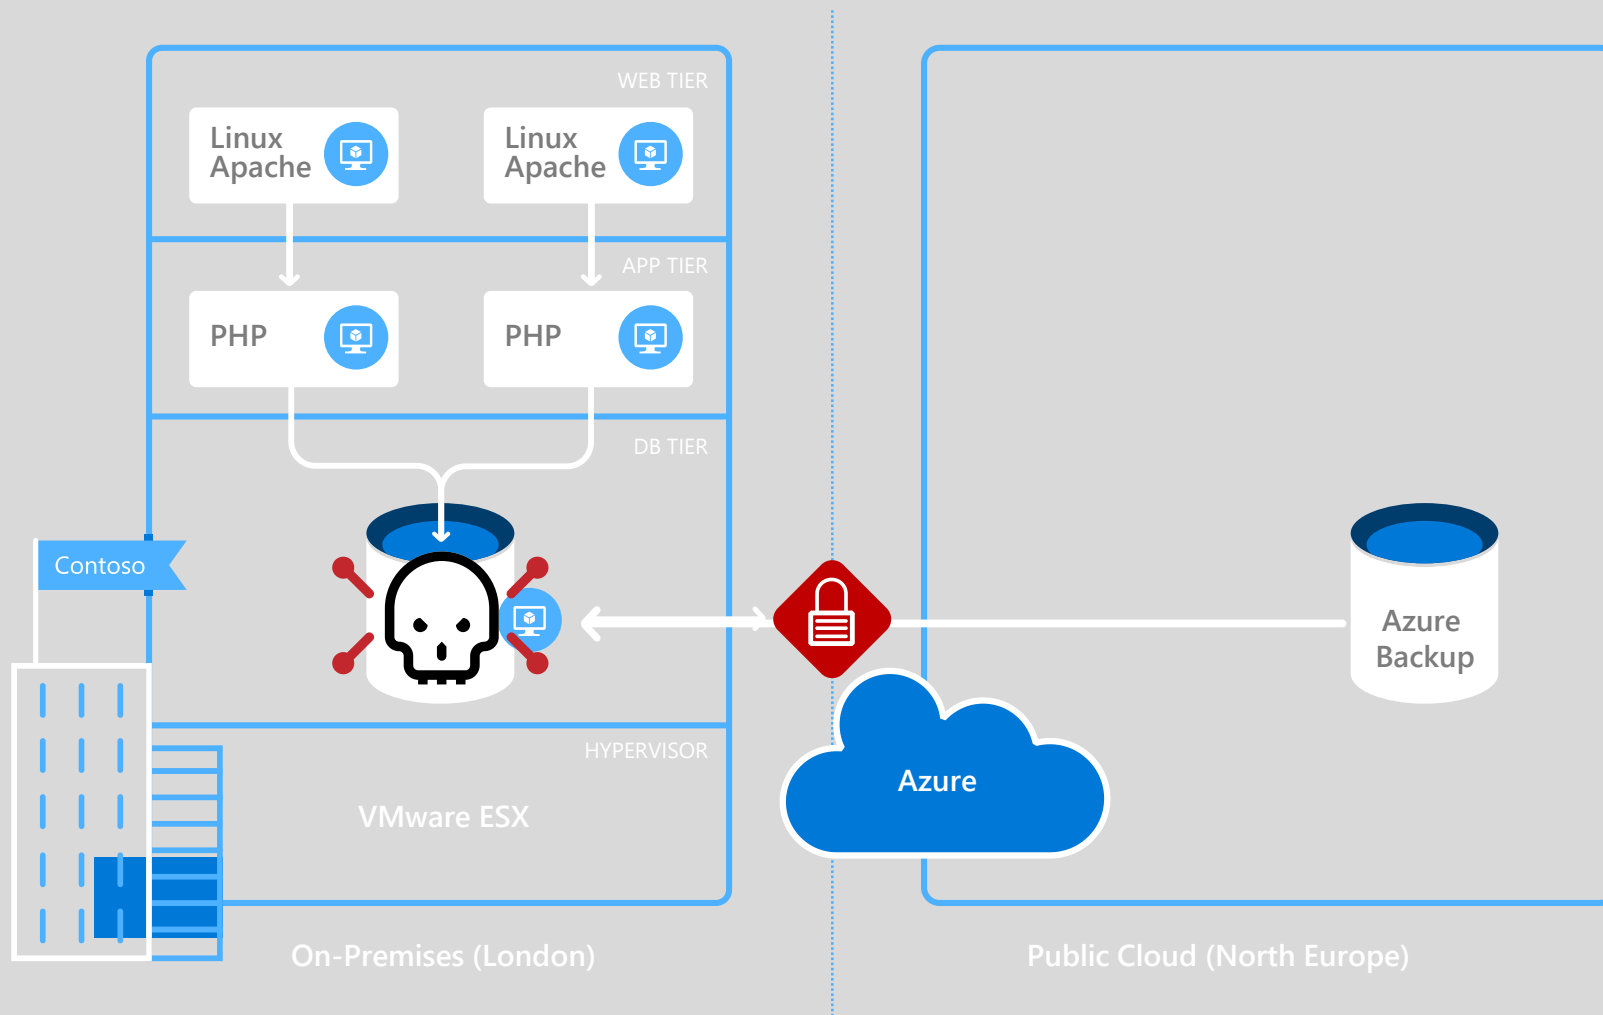 WEB TIER
Linux
Apache
Linux
Apache
APP TIER
PHP
PHP
DB TIER
Contoso
Azure
Backup
HYPERVISOR
VMware ESX
Azure
On-Premises (London)
Public Cloud (North Europe)